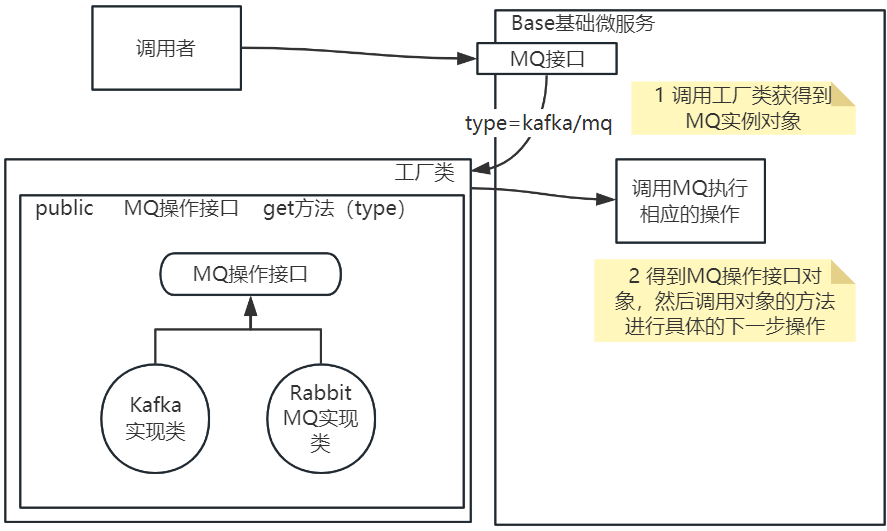 调用者
Base基础微服务
MQ接口
1 调用工厂类获得到
MQ实例对象
type=kafka/mq
工厂类
public MQ操作接口 get方法（type）
调用MQ执行
相应的操作
MQ操作接口
2 得到MQ操作接口对
象，然后调用对象的方法
进行具体的下一步操作
Kafka
实现类
Rabbit
MQ实现
类